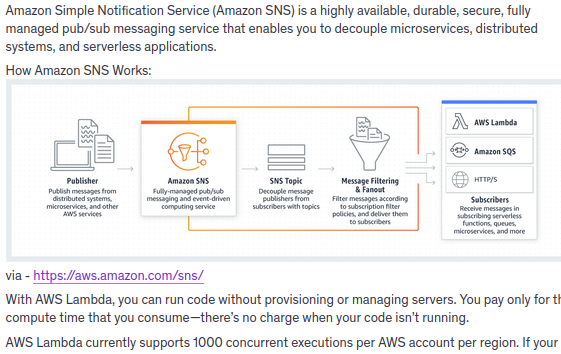 Amazon Simple Notification Service (Amazon SNS) is a highly available, durable, secure, fully
managed pub/sub messaging service that enables you to decouple microservices, distributed
systems, and serverless applications.
How Amazon SNS Works:
Publisher
Publish messages from
distributed systems,
microservices, and other
AWS services
Amazon SNS
Fully-managed pub/sub
messaging and event-driven
computing service
SNS Topic
Decouple message
publishers from
subscribers with topics
Message Filtering
& Fanout
Filter messages according
to subscription filter
policies, and deliver them
to subscribers
AWS Lambda
Amazon SQS
HTTP/S
Subscribers
Receive messages in
subscribing serverless
functions, queues,
microservices, and more
via - https://aws.amazon.com/sns/
With AWS Lambda, you can run code without provisioning or managing servers. You pay only for
compute time that you consume—there's no charge when your code isn't running.
AWS Lambda currently supports 1000 concurrent executions per AWS account per region. If your